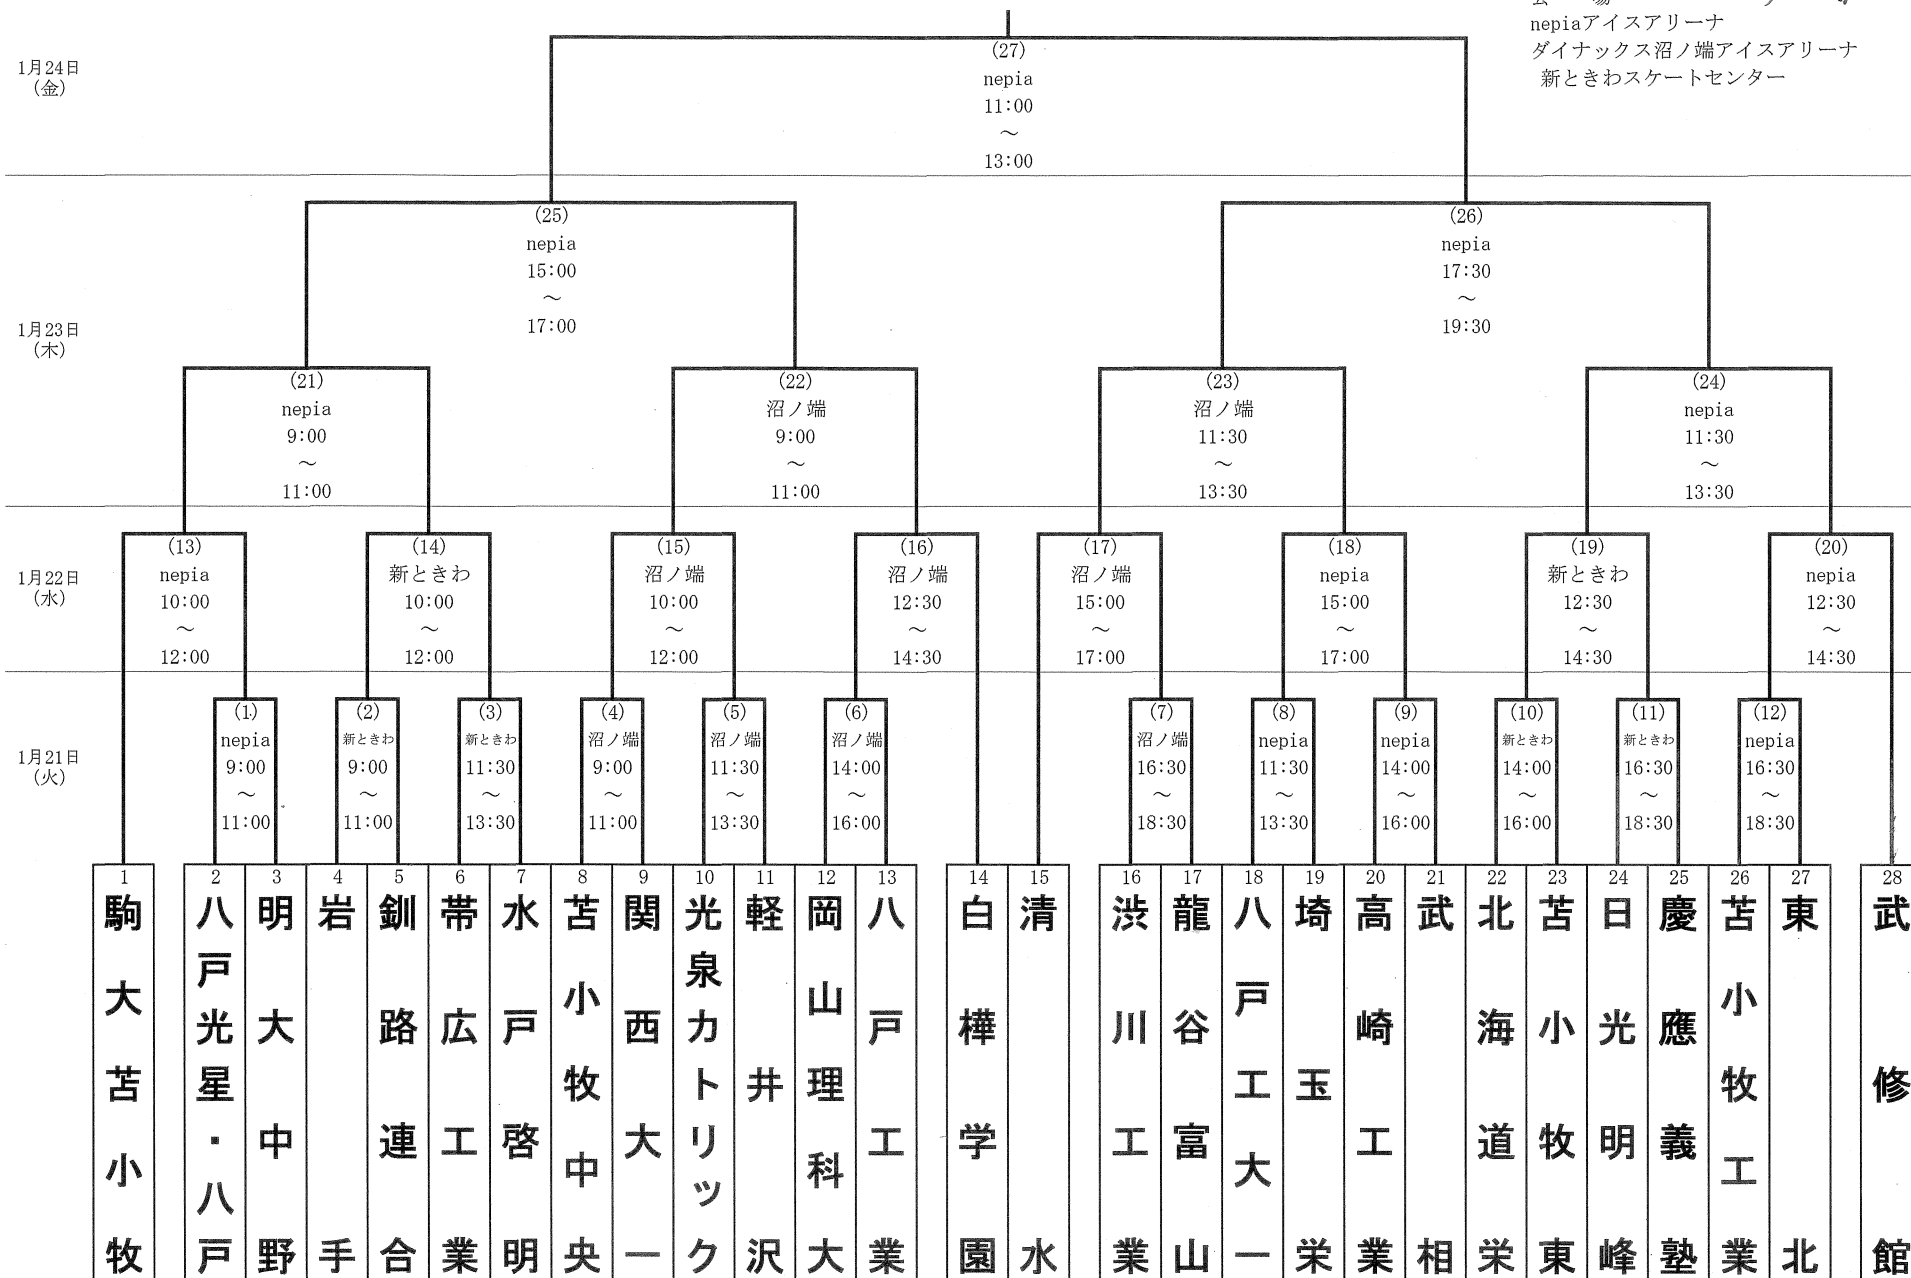 nepiaアイスアリーナ
ダイナックス沼ノ端アイスアリーナ
新ときわスケートセンター
1月24日
(金)
(27)
nepia
11:00
～
13:00
1月23日
(木)
(25)
nepia
15:00
～
17:00
(26)
nepia
17:30
～
19:30
(21)
nepia
9:00
～
11:00
(22)
沼ノ端
9:00
～
11:00
(23)
沼ノ端
11:30
～
13:30
(24)
nepia
11:30
～
13:30
1月22日
(水)
(13)
nepia
10:00
～
12:00
(14)
新ときわ
10:00
～
12:00
(15)
沼ノ端
10:00
～
12:00
(16)
沼ノ端
12:30
～
14:30
(17)
沼ノ端
15:00
～
17:00
(18)
nepia
15:00
～
17:00
(19)
新ときわ
12:30
～
14:30
(20)
nepia
12:30
～
14:30
1月21日
(火)
(1)
nepia
9:00
～
11:00
(2)
新ときわ
9:00
～
11:00
(3)
新ときわ
11:30
～
13:30
(4)
沼ノ端
9:00
～
11:00
(5)
沼ノ端
11:30
～
13:30
(6)
沼ノ端
14:00
～
16:00
(7)
沼ノ端
16:30
～
18:30
(8)
nepia
11:30
～
13:30
(9)
nepia
14:00
～
16:00
(10)
新ときわ
14:00
～
16:00
(11)
新ときわ
16:30
～
18:30
(12)
nepia
16:30
～
18:30
1
駒大苫小牧
2
八戸光星・八戸
3
明大中野
4
岩手
5
釧路連合
6
帯広工業
7
水戸啓明
8
苫小牧中央
9
関西大一
10
光泉カトリック
11
軽井沢
12
岡山理科大
13
八戸工業
14
白樺学園
15
清水
16
渋川工業
17
龍谷富山
18
八戸工大一
19
埼玉栄
20
高崎工業
21
武相
22
北海道栄
23
苫小牧東
24
日光明峰
25
慶應義塾
26
苫小牧工業
27
東北
28
武修館